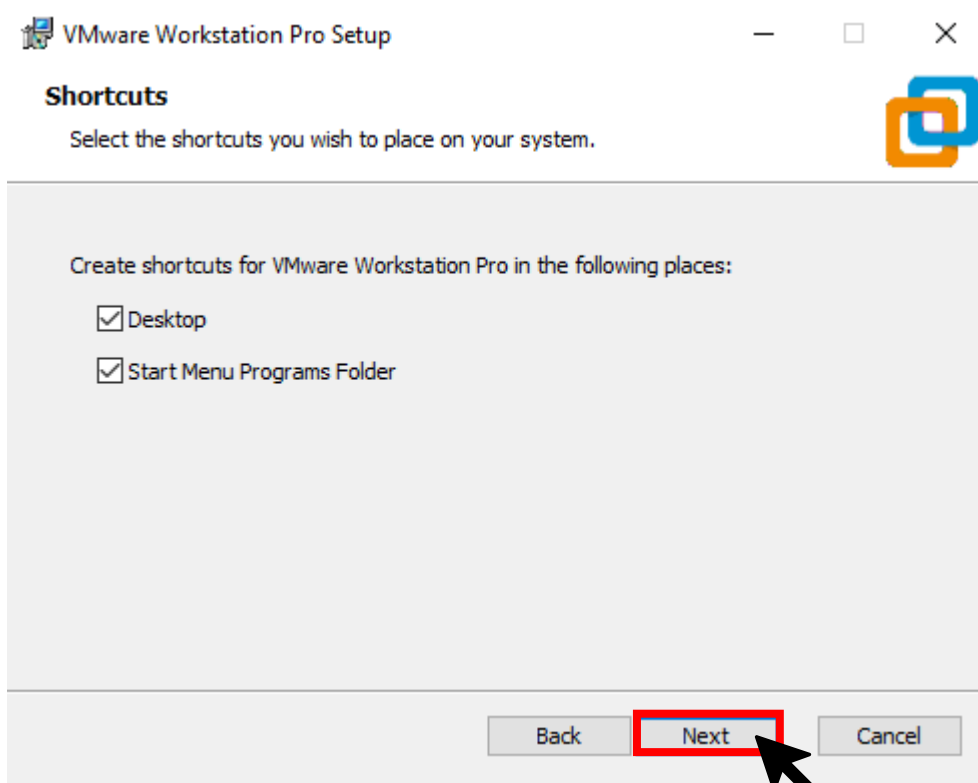 VMware Workstation Pro Setup
Shortcuts
Select the shortcuts you wish to place on your system.
Create shortcuts for VMware Workstation Pro in the following places:
Desktop
Start Menu Programs Folder
Back Next Cancel